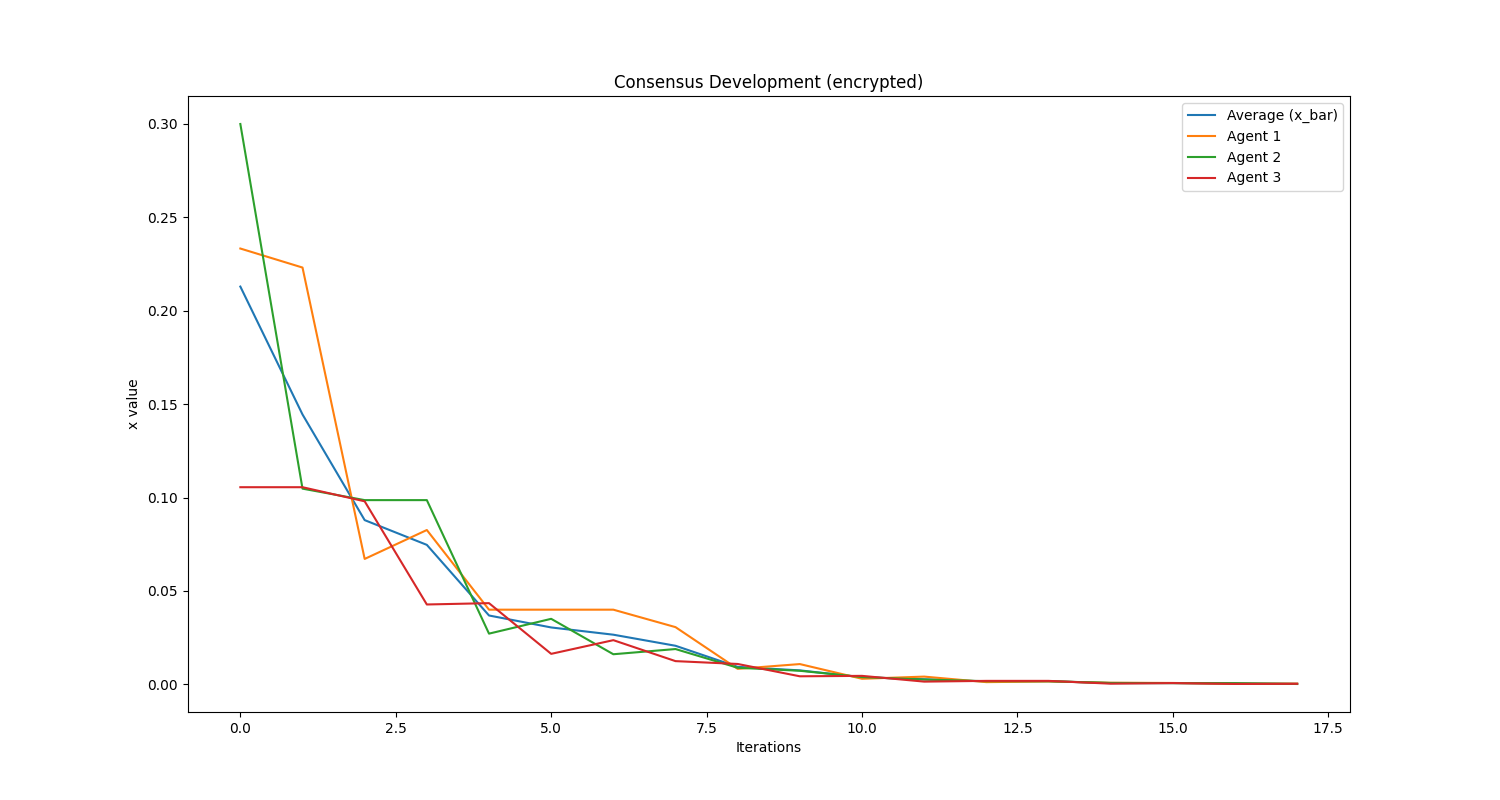 Consensus Development (encrypted)
Average (x_bar)
Agent 1
Agent 2
Agent 3
x value
0.30
0.25
0.20
0.15
0.10
0.05
0.00
0.0 2.5 5.0 7.5 10.0 12.5 15.0 17.5
Iterations